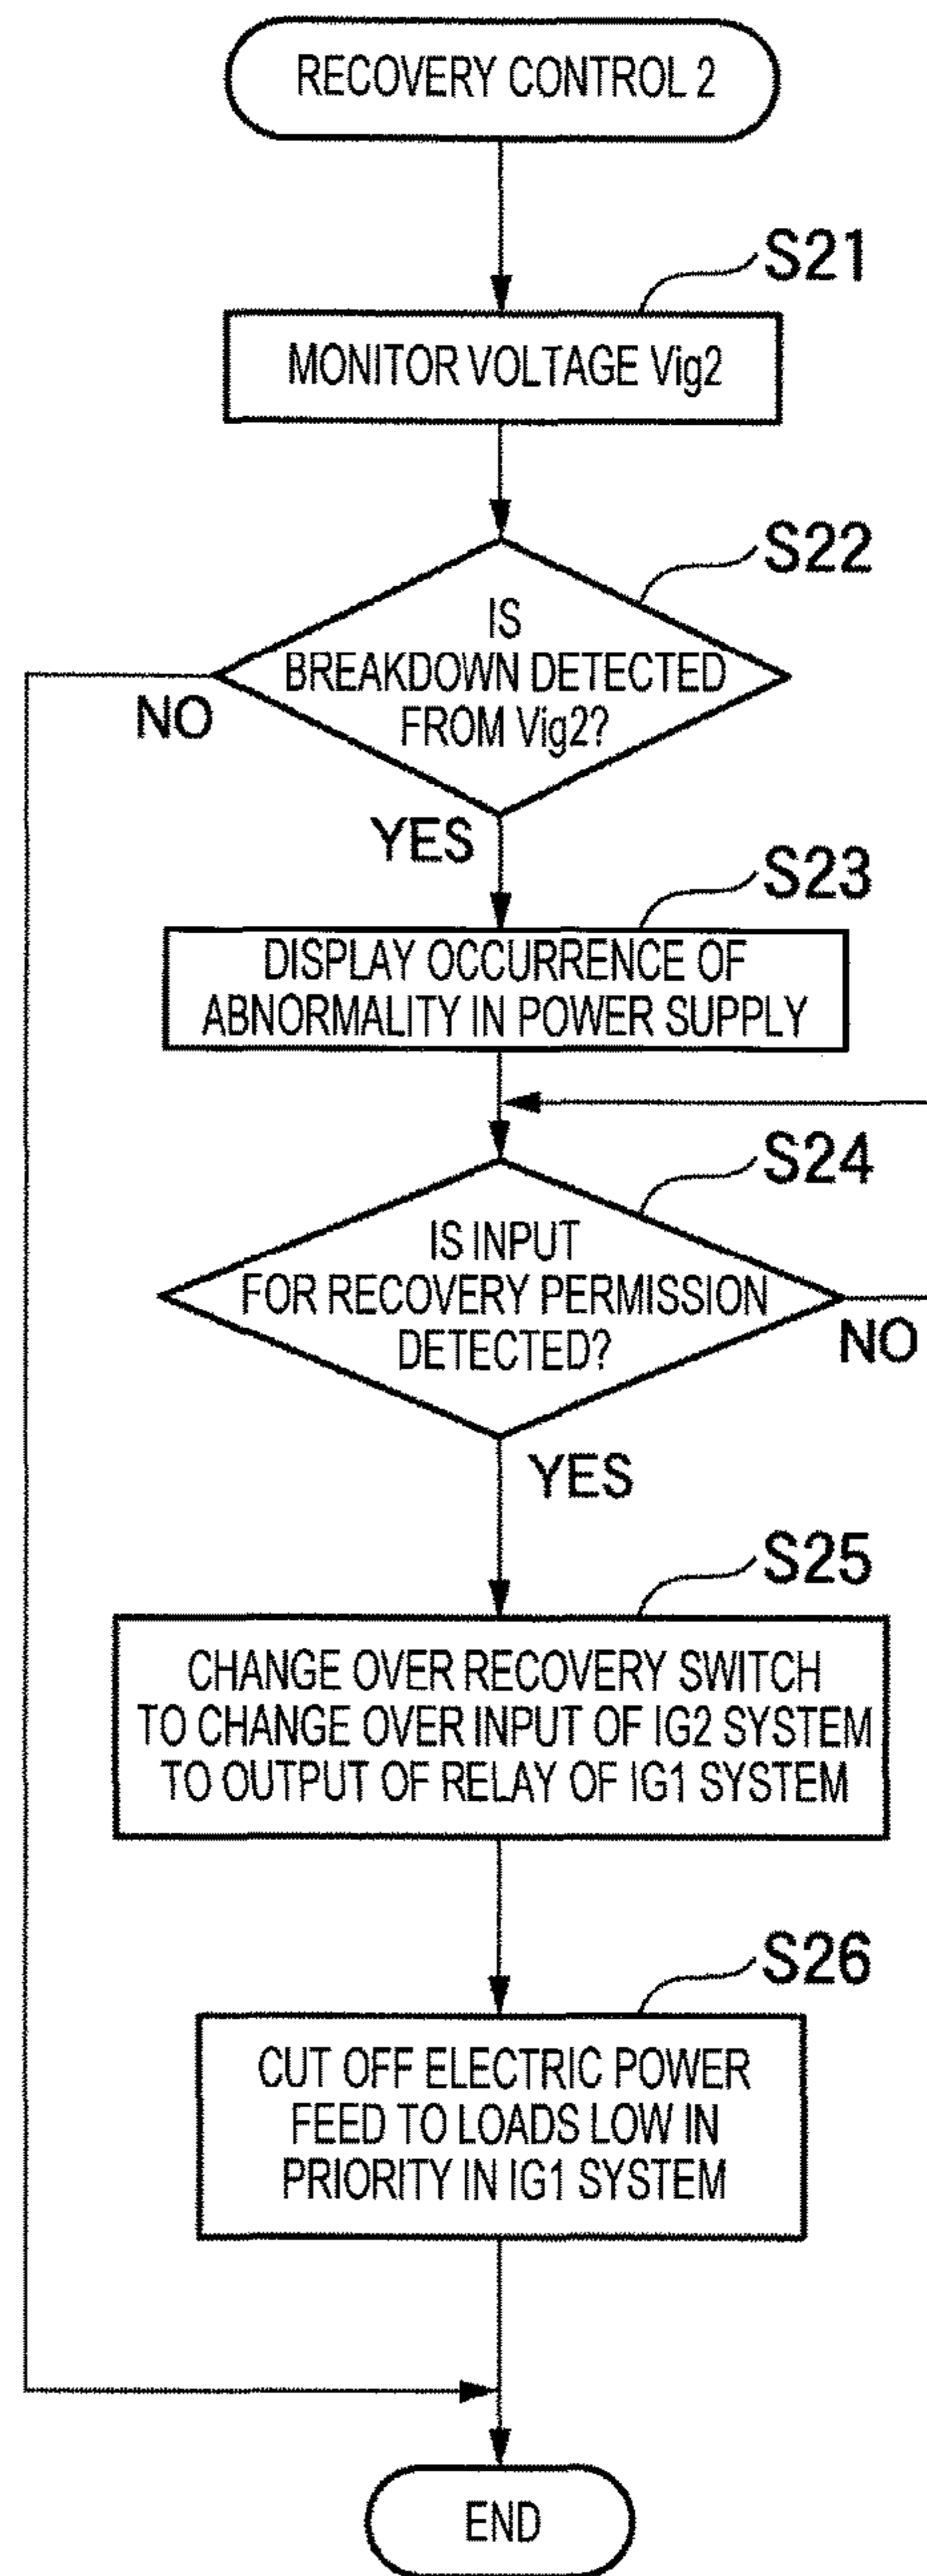 RECOVERY CONTROL 2
S21
MONITOR VOLTAGE Vig2
S22
IS
BREAKDOWN DETECTED
FROM Vig2?
NO
YES
S23
DISPLAY OCCURRENCE OF
ABNORMALITY IN POWER SUPPLY
S24
IS INPUT
FOR RECOVERY PERMISSION
DETECTED?
NO
YES
S25
CHANGE OVER RECOVERY SWITCH
TO CHANGE OVER INPUT OF IG2 SYSTEM
TO OUTPUT OF RELAY OF IG1 SYSTEM
S26
CUT OFF ELECTRIC POWER
FEED TO LOADS LOW IN
PRIORITY IN IG1 SYSTEM
END